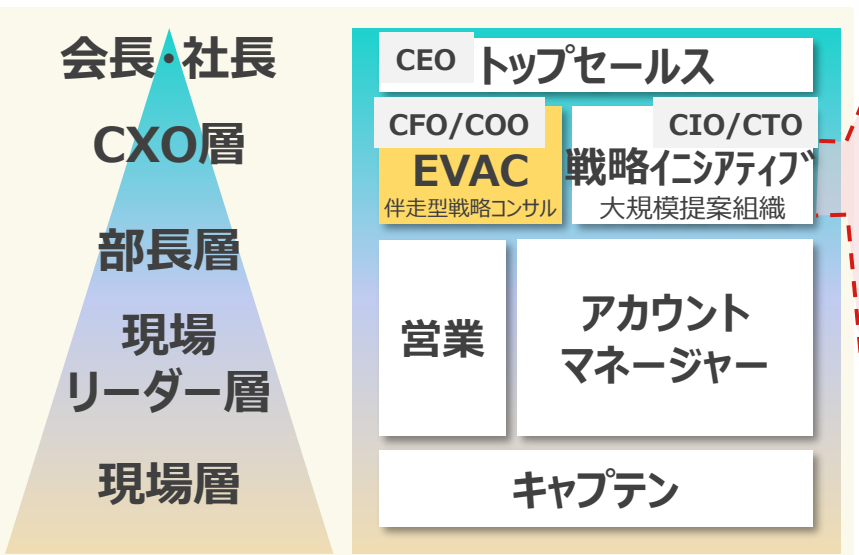 会長・社長
CXO層
部長層
現場
リーダー層
現場層
CEO トップセールス
CFO/COO
EVAC
伴走型戦略コンサル
CIO/CTO
戦略イニシアティブ
大規模提案組織
営業
アカウント
マネージャー
キャプテン